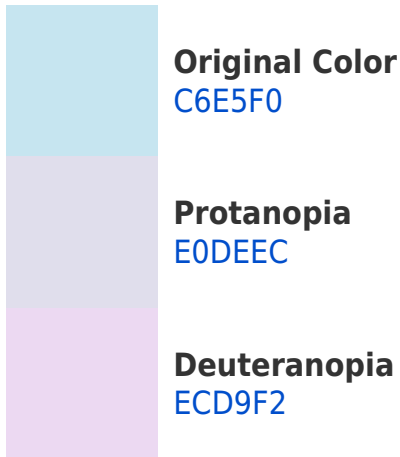 Original Color
C6E5F0
Protanopia
E0DEEC
Deuteranopia
ECD9F2